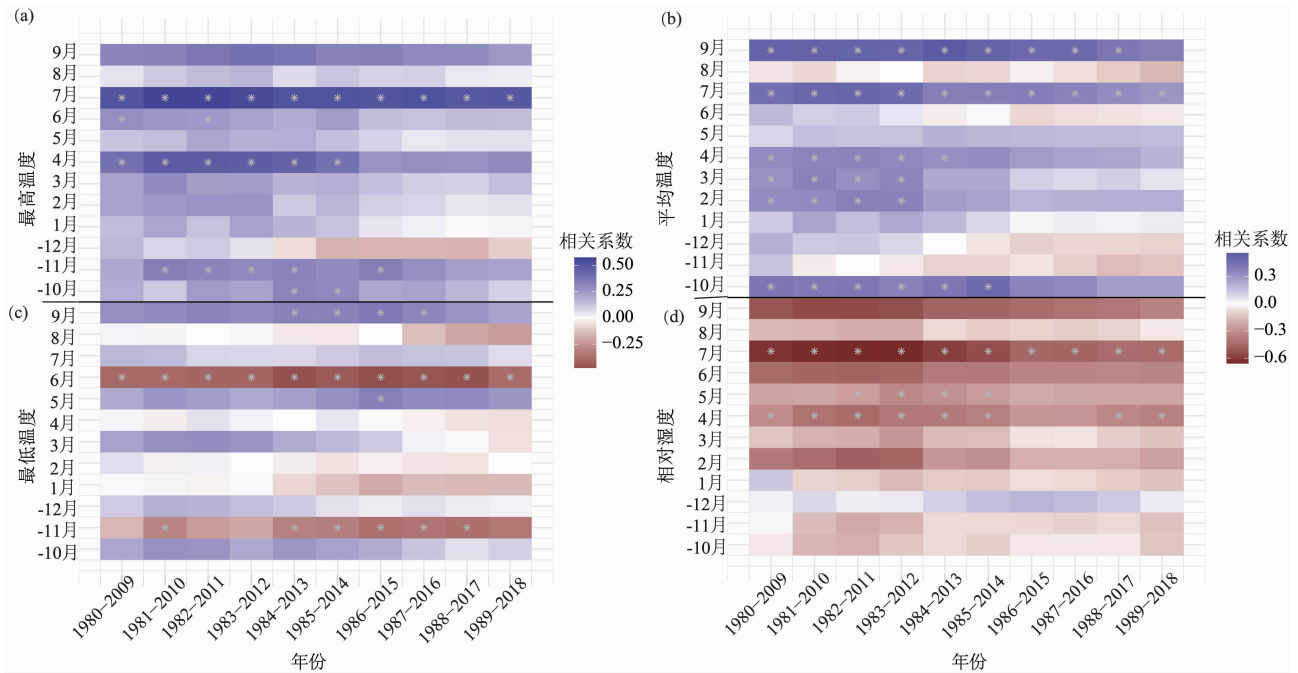 (a)
9月
8月
7月
6月
5月
4月
3月
2月
1月
-12月
-11月
-10月
最高温度
(c)
9月
8月
7月
6月
5月
4月
3月
2月
1月
-12月
-11月
-10月
最低温度
1980−2009
1981−2010
1982−2011
1983−2012
1984−2013
1985−2014
1986−2015
1987−2016
1988−2017
1989−2018
年份
相关系数
0.50
0.25
0.00
−0.25
(b)
9月
8月
7月
6月
5月
4月
3月
2月
1月
-12月
-11月
-10月
平均温度
(d)
9月
8月
7月
6月
5月
4月
3月
2月
1月
-12月
-11月
-10月
相对湿度
1980−2009
1981−2010
1982−2011
1983−2012
1984−2013
1985−2014
1986−2015
1987−2016
1988−2017
1989−2018
年份
相关系数
0.3
0.0
−0.3
−0.6